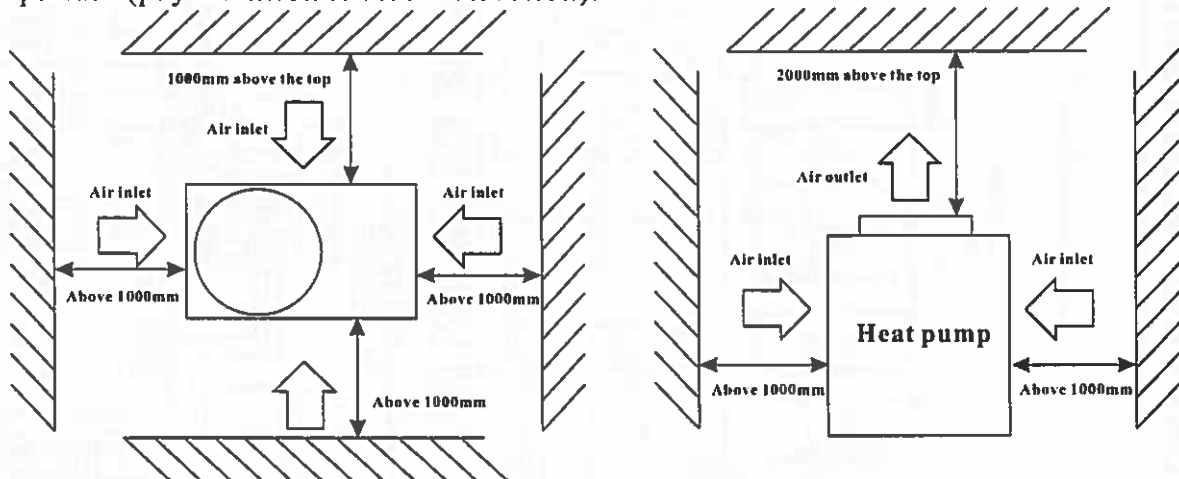 1000mm above the top
Air inlet
Air inlet
Air inlet
Above 1000mm
Above 1000mm
Above 1000mm
2000mm above the top
Air outlet
Air inlet
Air inlet
Heat pump
Above 1000mm
Above 1000mm